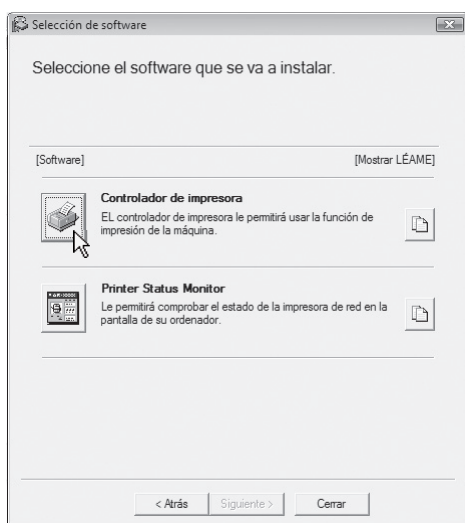 Selección de software
Seleccione el software que se va a instalar.
[Software] [Mostrar LÉAME]
Controlador de impresora
EL controlador de impresora le permitirá usar la función de
impresión de la máquina.
Printer Status Monitor
Le permitirá comprobar el estado de la impresora de red en la
pantalla de su ordenador.
< Atrás Siguiente > Cerrar